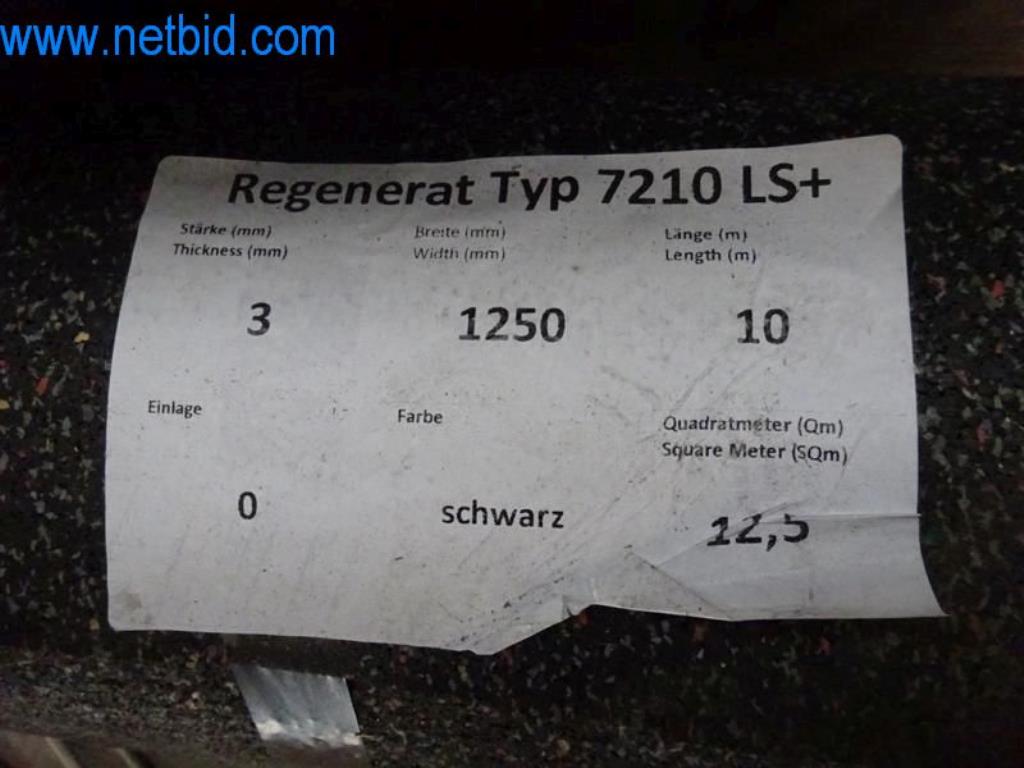 www.netbid.com
Regenerat Typ 7210 LS+
Stärke (mm) Breite (mm) Länge (m)
Thickness (mm) Width (mm) Length (m)
3 1250 10
Einlage Farbe Quadratmeter (Qm)
Square Meter (SQm)
0 schwarz 12,5